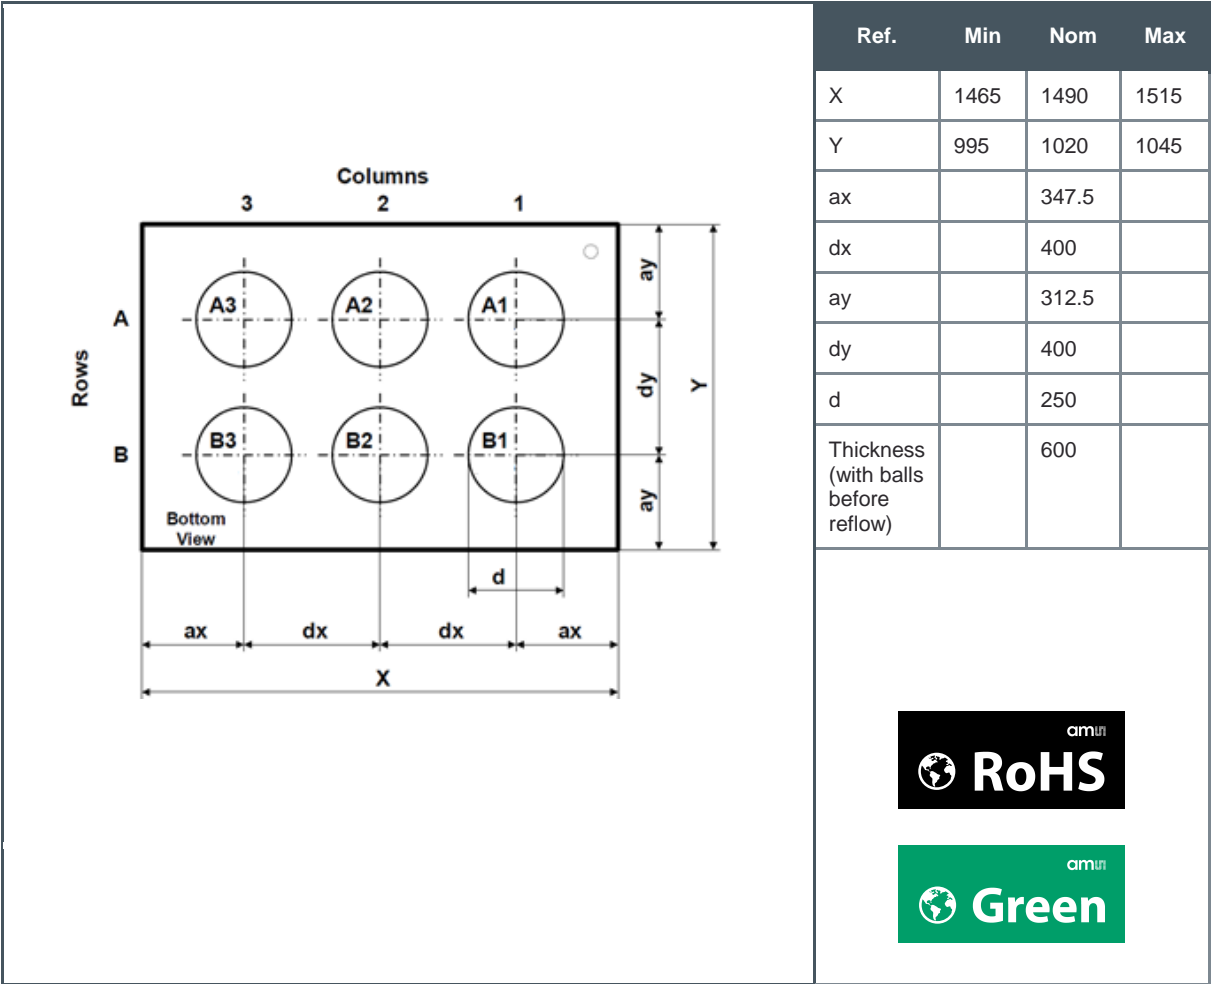 Columns
3 2 1
A
B
Rows
A3 A2 A1
B3 B2 B1
Bottom
View
ay
dy
ay
Y
d
ax dx dx ax
X
Ref. Min Nom Max
X 1465 1490 1515
Y 995 1020 1045
ax 347.5
dx 400
ay 312.5
dy 400
d 250
Thickness 600
(with balls
before
reflow)
am
RoHS
am
Green